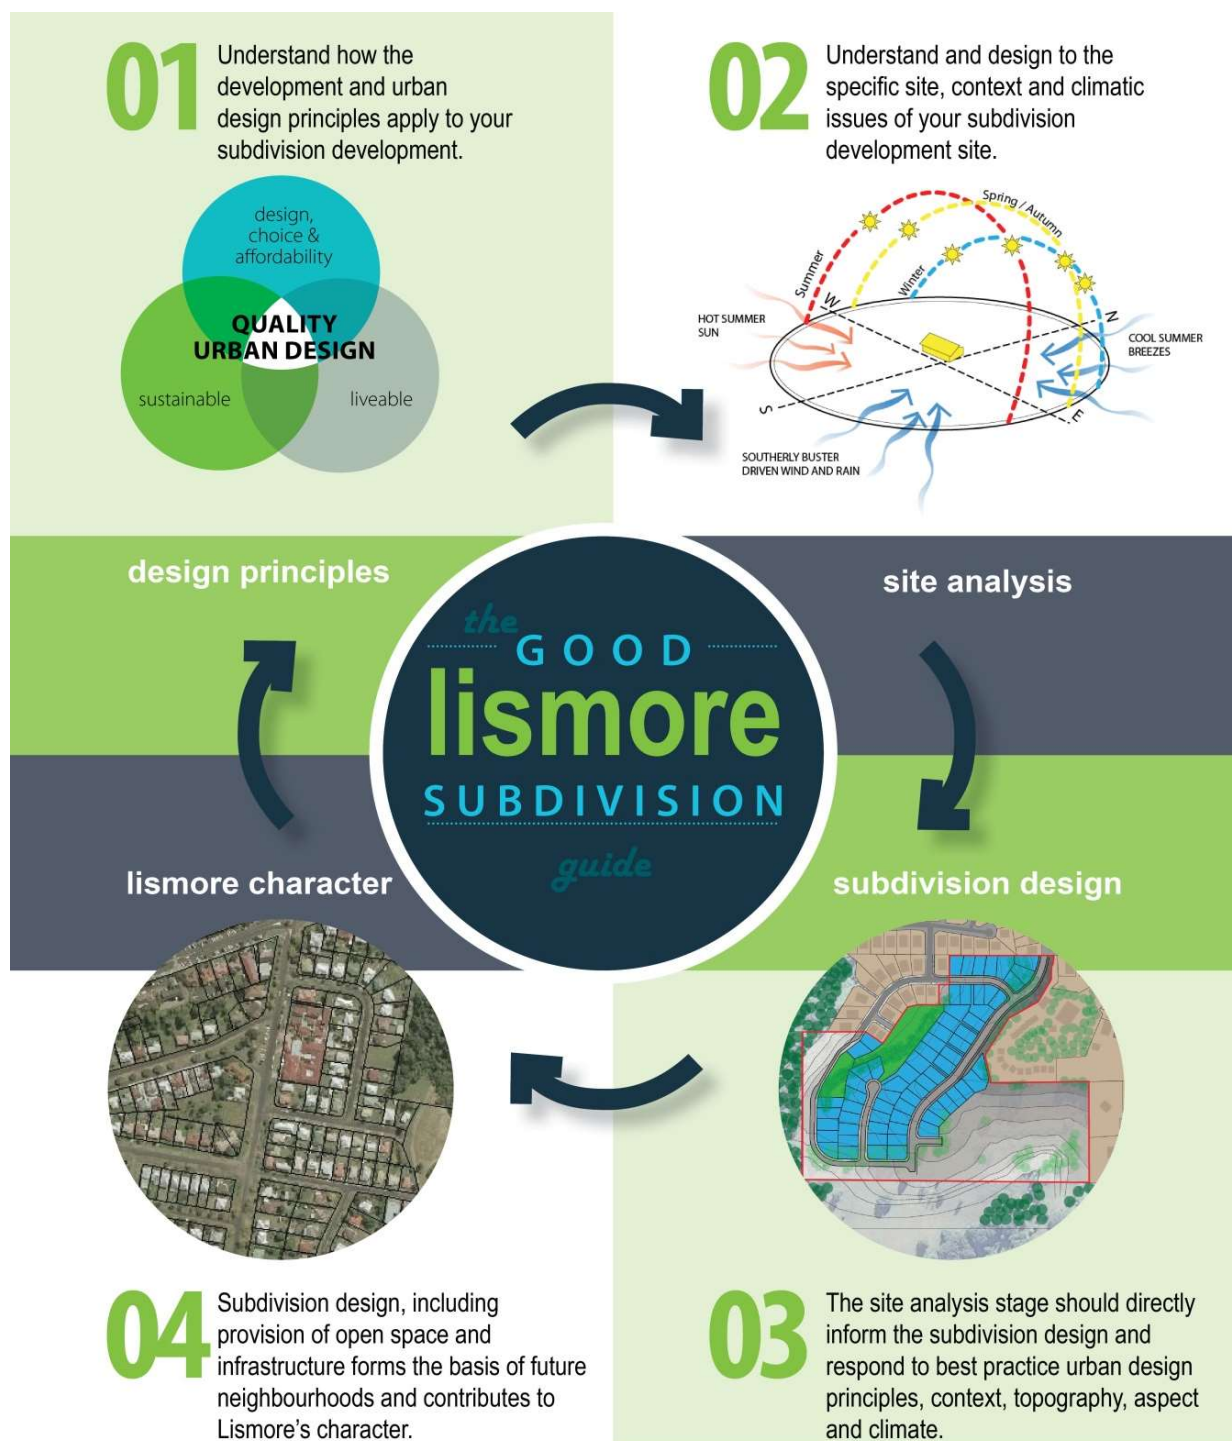 01
Understand how the
development and urban
design principles apply to your
subdivision development.
design,
choice &
affordability
QUALITY
URBAN DESIGN
sustainable
liveable
02
Understand and design to the
specific site, context and climatic
issues of your subdivision
development site.
Spring / Autumn
Summer
Winter
W
N
S
E
HOT SUMMER
SUN
COOL SUMMER
BREEZES
SOUTHERLY BUSTER
DRIVEN WIND AND RAIN
design principles
site analysis
the
GOOD
lismore
SUBDIVISION
guide
lismore character
subdivision design
04
Subdivision design, including
provision of open space and
infrastructure forms the basis of future
neighbourhoods and contributes to
Lismore's character.
03
The site analysis stage should directly
inform the subdivision design and
respond to best practice urban design
principles, context, topography, aspect
and climate.